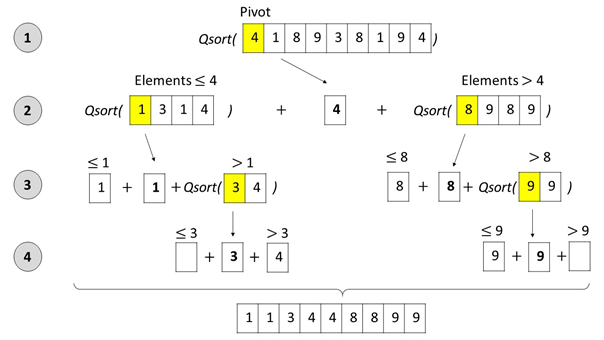 Pivot
1 Qsort( 4 1 8 9 3 8 1 9 4 )
Elements ≤ 4 Elements > 4
2 Qsort( 1 3 1 4 ) + 4 + Qsort( 8 9 8 9 )
≤ 1 > 1 ≤ 8 > 8
3 1 + 1 + Qsort( 3 4 ) 8 + 8 + Qsort( 9 9 )
≤ 3 > 3 ≤ 9 > 9
4 + 3 + 4 9 + 9 +
1 1 3 4 4 8 8 9 9